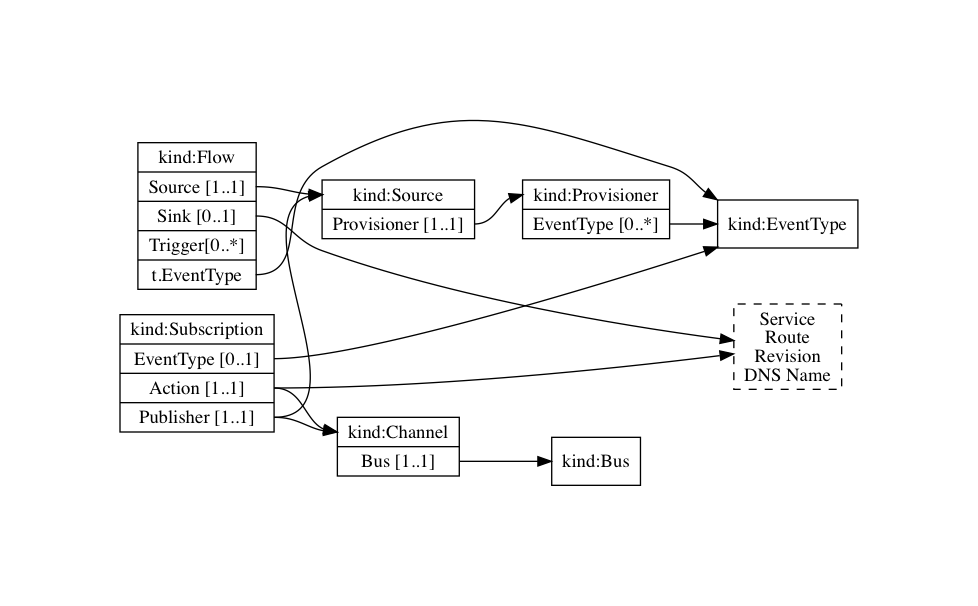 kind:Flow
Source [1..1]
Sink [0..1]
Trigger[0..*]
t.EventType
kind:Source
Provisioner [1..1]
kind:Provisioner
EventType [0..*]
kind:EventType
kind:Subscription
EventType [0..1]
Action [1..1]
Publisher [1..1]
Service
Route
Revision
DNS Name
kind:Channel
Bus [1..1]
kind:Bus